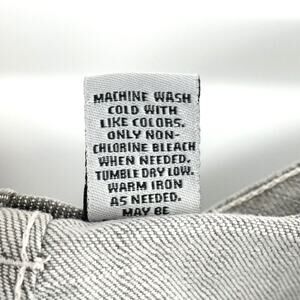 MACHINE WASH
COLD WITH
LIKE COLORS.
ONLY NON-
CHLORINE BLEACH
WHEN NEEDED.
TUMBLE DRY LOW.
WARM IRON
AS NEEDED.
MAY BE